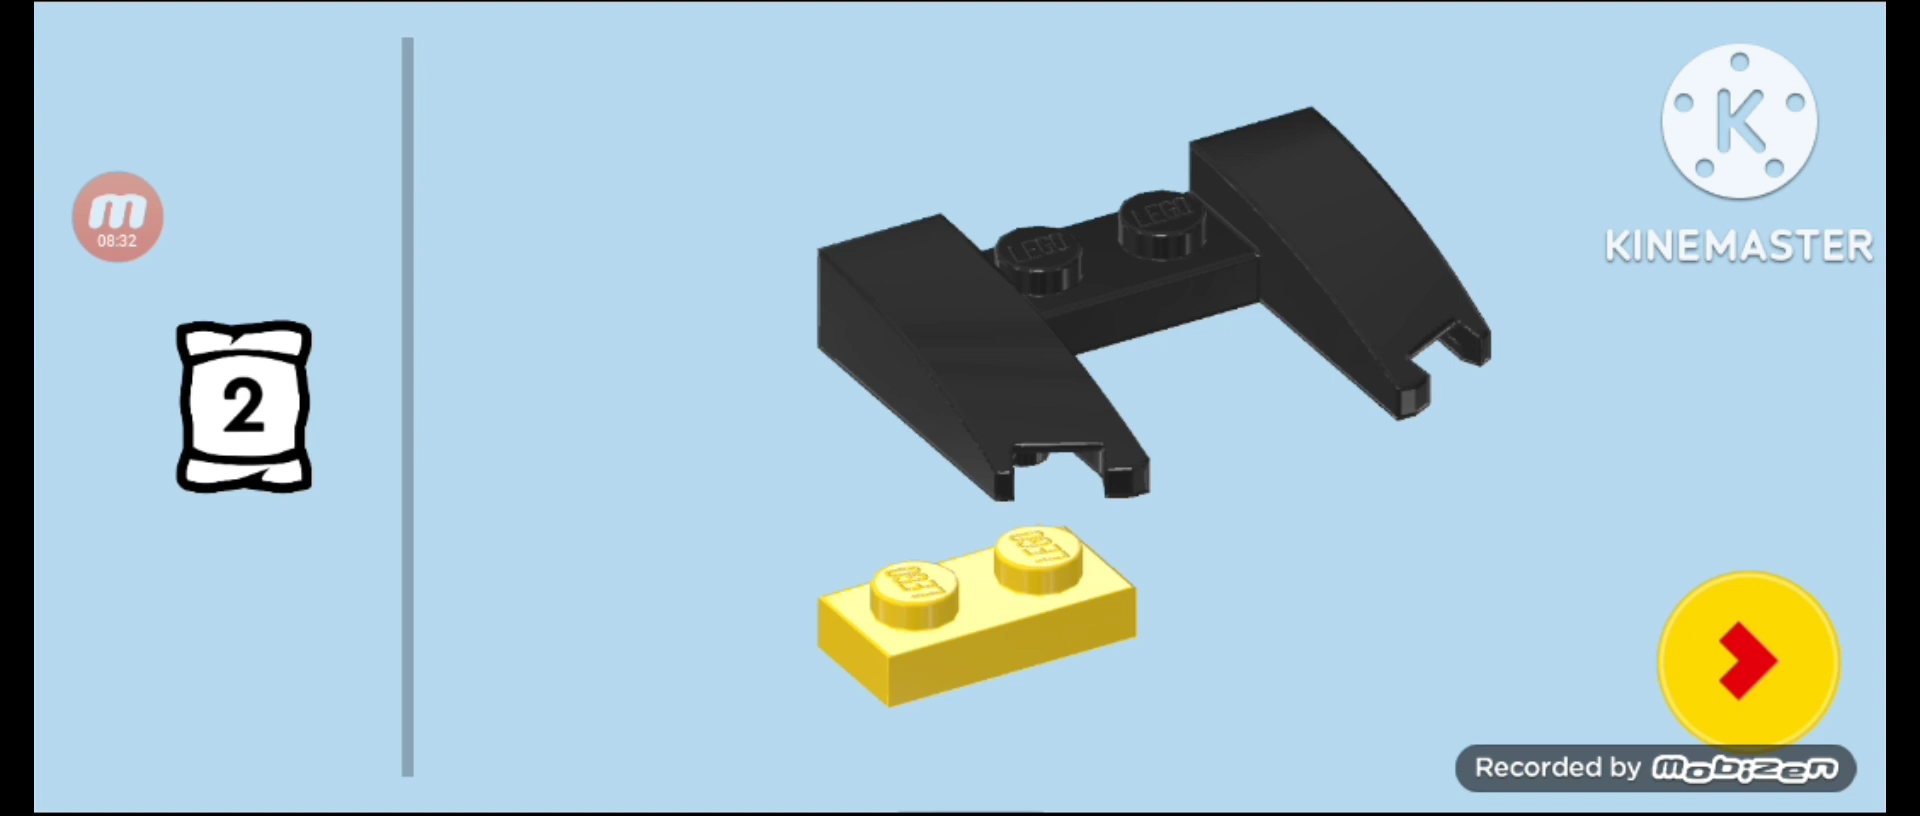 K
KINEMASTER
m
08:32
LEGO
LEGO
2
LEGO
LEGO
Recorded by mobizen